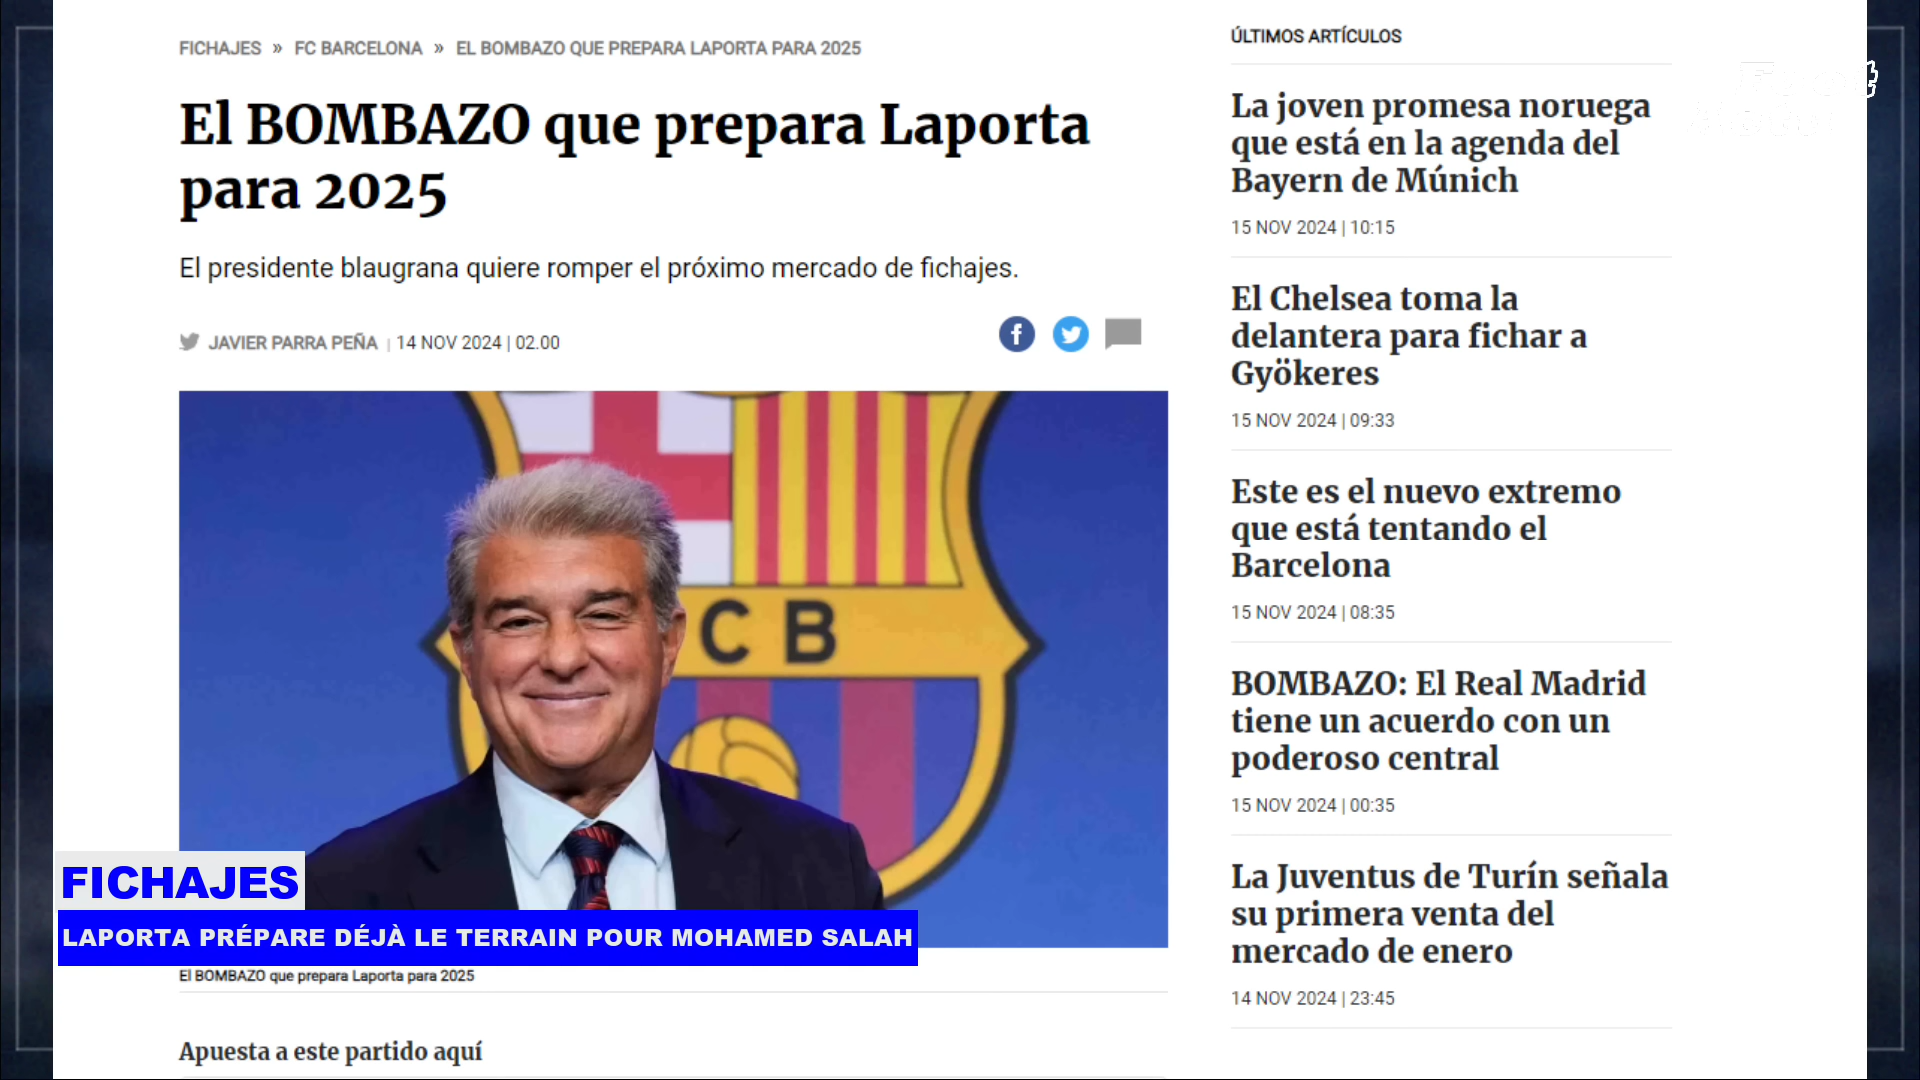 FICHAJES » FC BARCELONA » EL BOMBAZO QUE PREPARA LAPORTA PARA 2025
El BOMBAZO que prepara Laporta
para 2025
El presidente blaugrana quiere romper el próximo mercado de fichajes.
JAVIER PARRA PEÑA | 14 NOV 2024 | 02.00
C B
FICHAJES
LAPORTA PRÉPARE DÉJÀ LE TERRAIN POUR MOHAMED SALAH
El BOMBAZO que prepara Laporta para 2025
Apuesta a este partido aquí
ÚLTIMOS ARTÍCULOS
La joven promesa noruega
que está en la agenda del
Bayern de Múnich
15 NOV 2024 | 10:15
El Chelsea toma la
delantera para fichar a
Gyökeres
15 NOV 2024 | 09:33
Este es el nuevo extremo
que está tentando el
Barcelona
15 NOV 2024 | 08:35
BOMBAZO: El Real Madrid
tiene un acuerdo con un
poderoso central
15 NOV 2024 | 00:35
La Juventus de Turín señala
su primera venta del
mercado de enero
14 NOV 2024 | 23:45